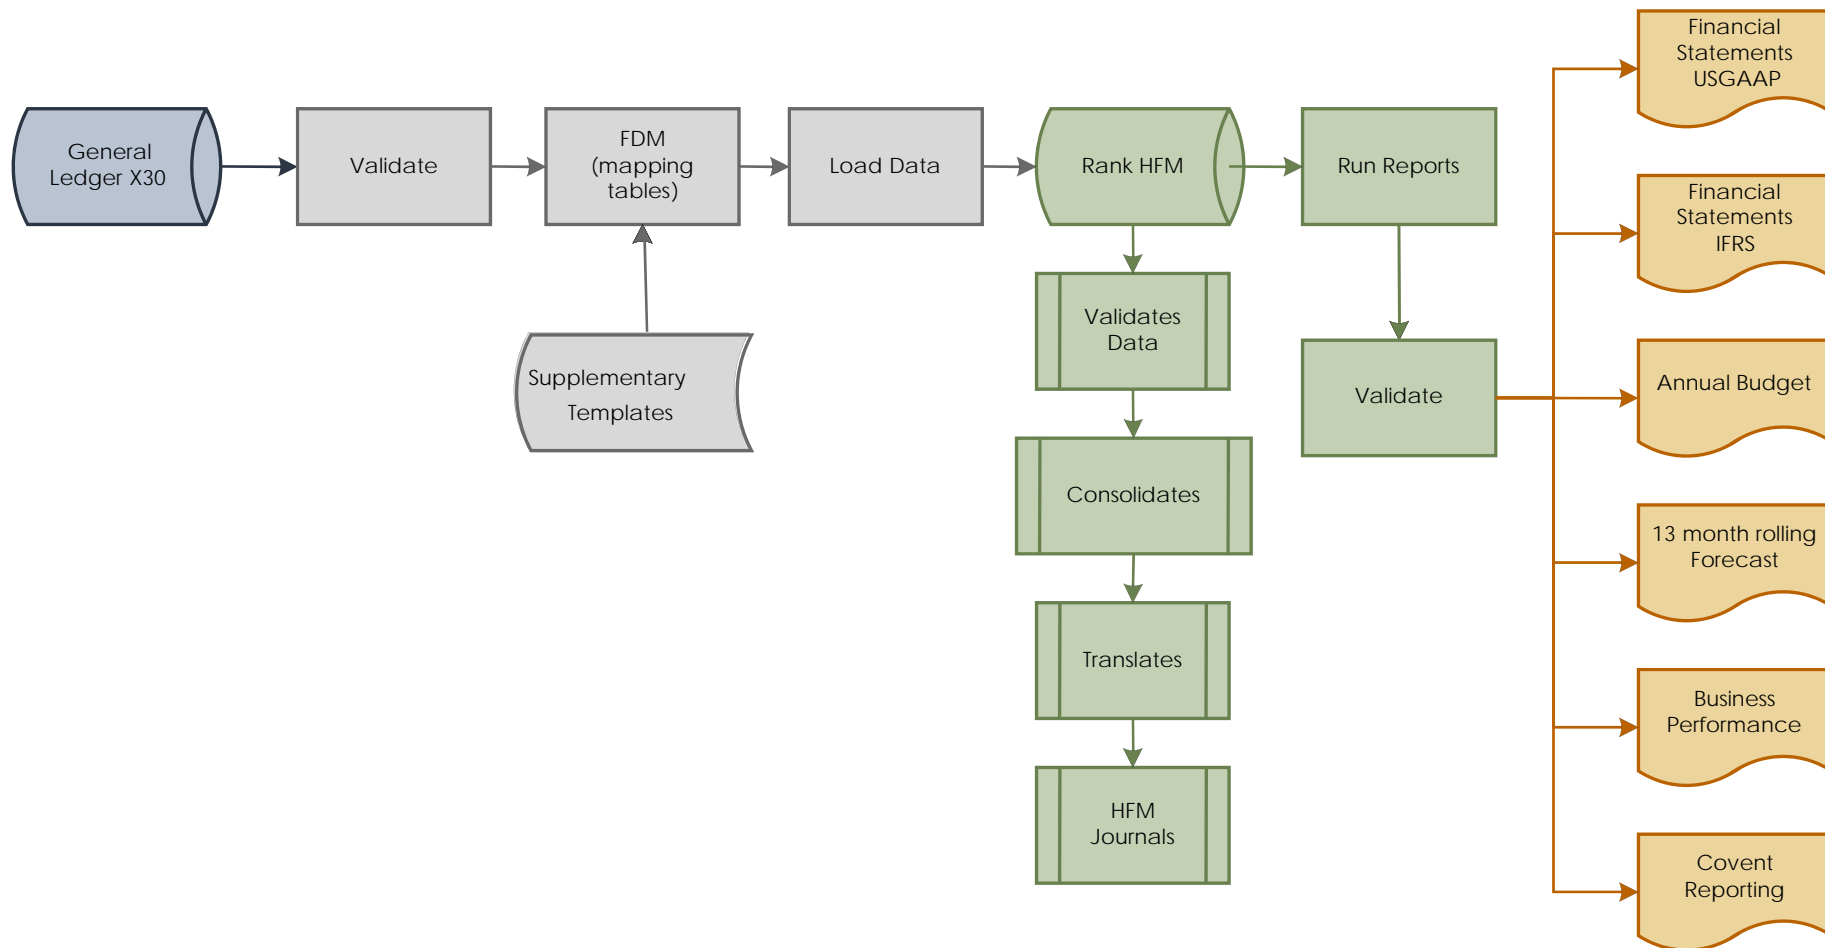 General
Ledger X30
Validate
FDM
(mapping
tables)
Load Data
Rank HFM
Run Reports
Supplementary
Templates
Validates
Data
Consolidates
Translates
HFM
Journals
Validate
Financial
Statements
USGAAP
Financial
Statements
IFRS
Annual Budget
13 month rolling
Forecast
Business
Performance
Covent
Reporting